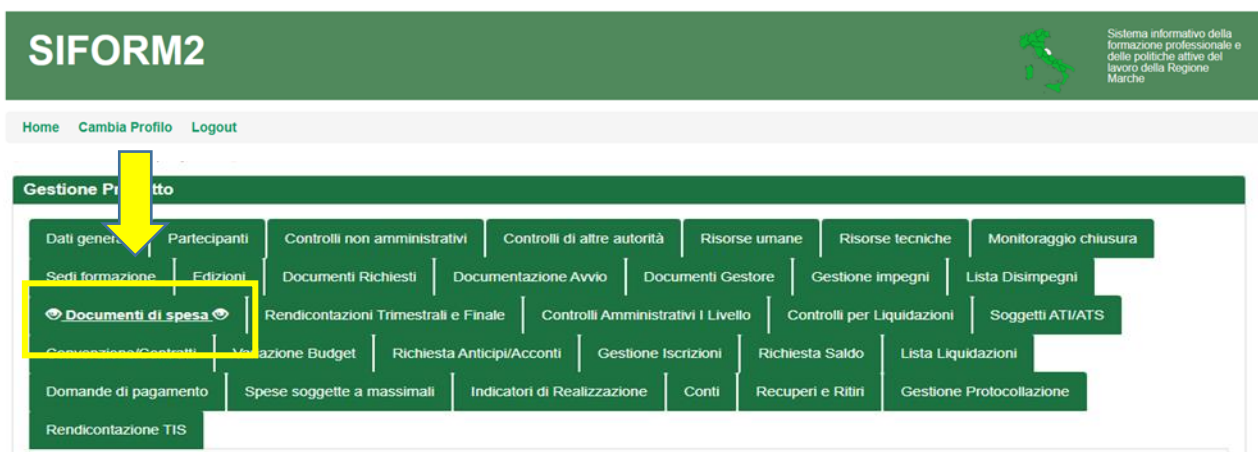 SIFORM2
Sistema informativo della
formazione professionale e
delle politiche attive del
lavoro della Regione
Marche
Home Cambia Profilo Logout
Gestione
Dati Partecipanti Controlli non amministrativi Controlli di altre autorità Risorse umane Risorse tecniche Monitoraggio chiusura
Sedi formazione Edizioni Documenti Richiesti Documentazione Avvio Documenti Gestore Gestione impegni Lista Disimpegni
Documenti di spesa Rendicontazioni Trimestrali e Finale Controlli Amministrativi I Livello Controlli per Liquidazioni Soggetti ATI/ATS
Convenzione/Contratti Variazione Budget Richiesta Anticipi/Acconti Gestione Iscrizioni Richiesta Saldo Lista Liquidazioni
Domande di pagamento Spese soggette a massimali Indicatori di Realizzazione Conti Recuperi e Ritiri Gestione Protocollazione
Rendicontazione TIS